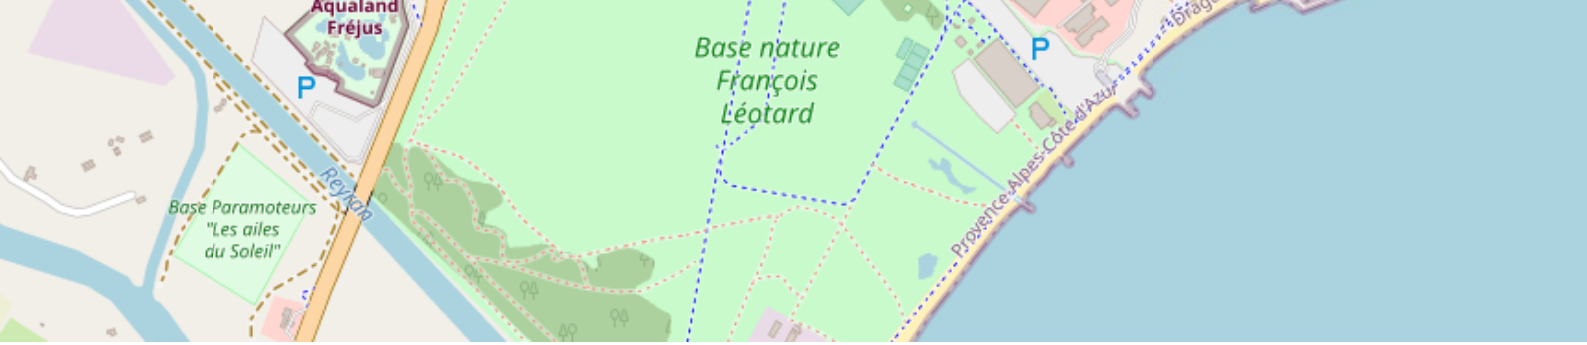 Aqualand
Fréjus
P
Base nature
François
Léotard
P
Reyran
Base Paramoteurs
"Les ailes
du Soleil"
Provence-Alpes-Côte d'Azur